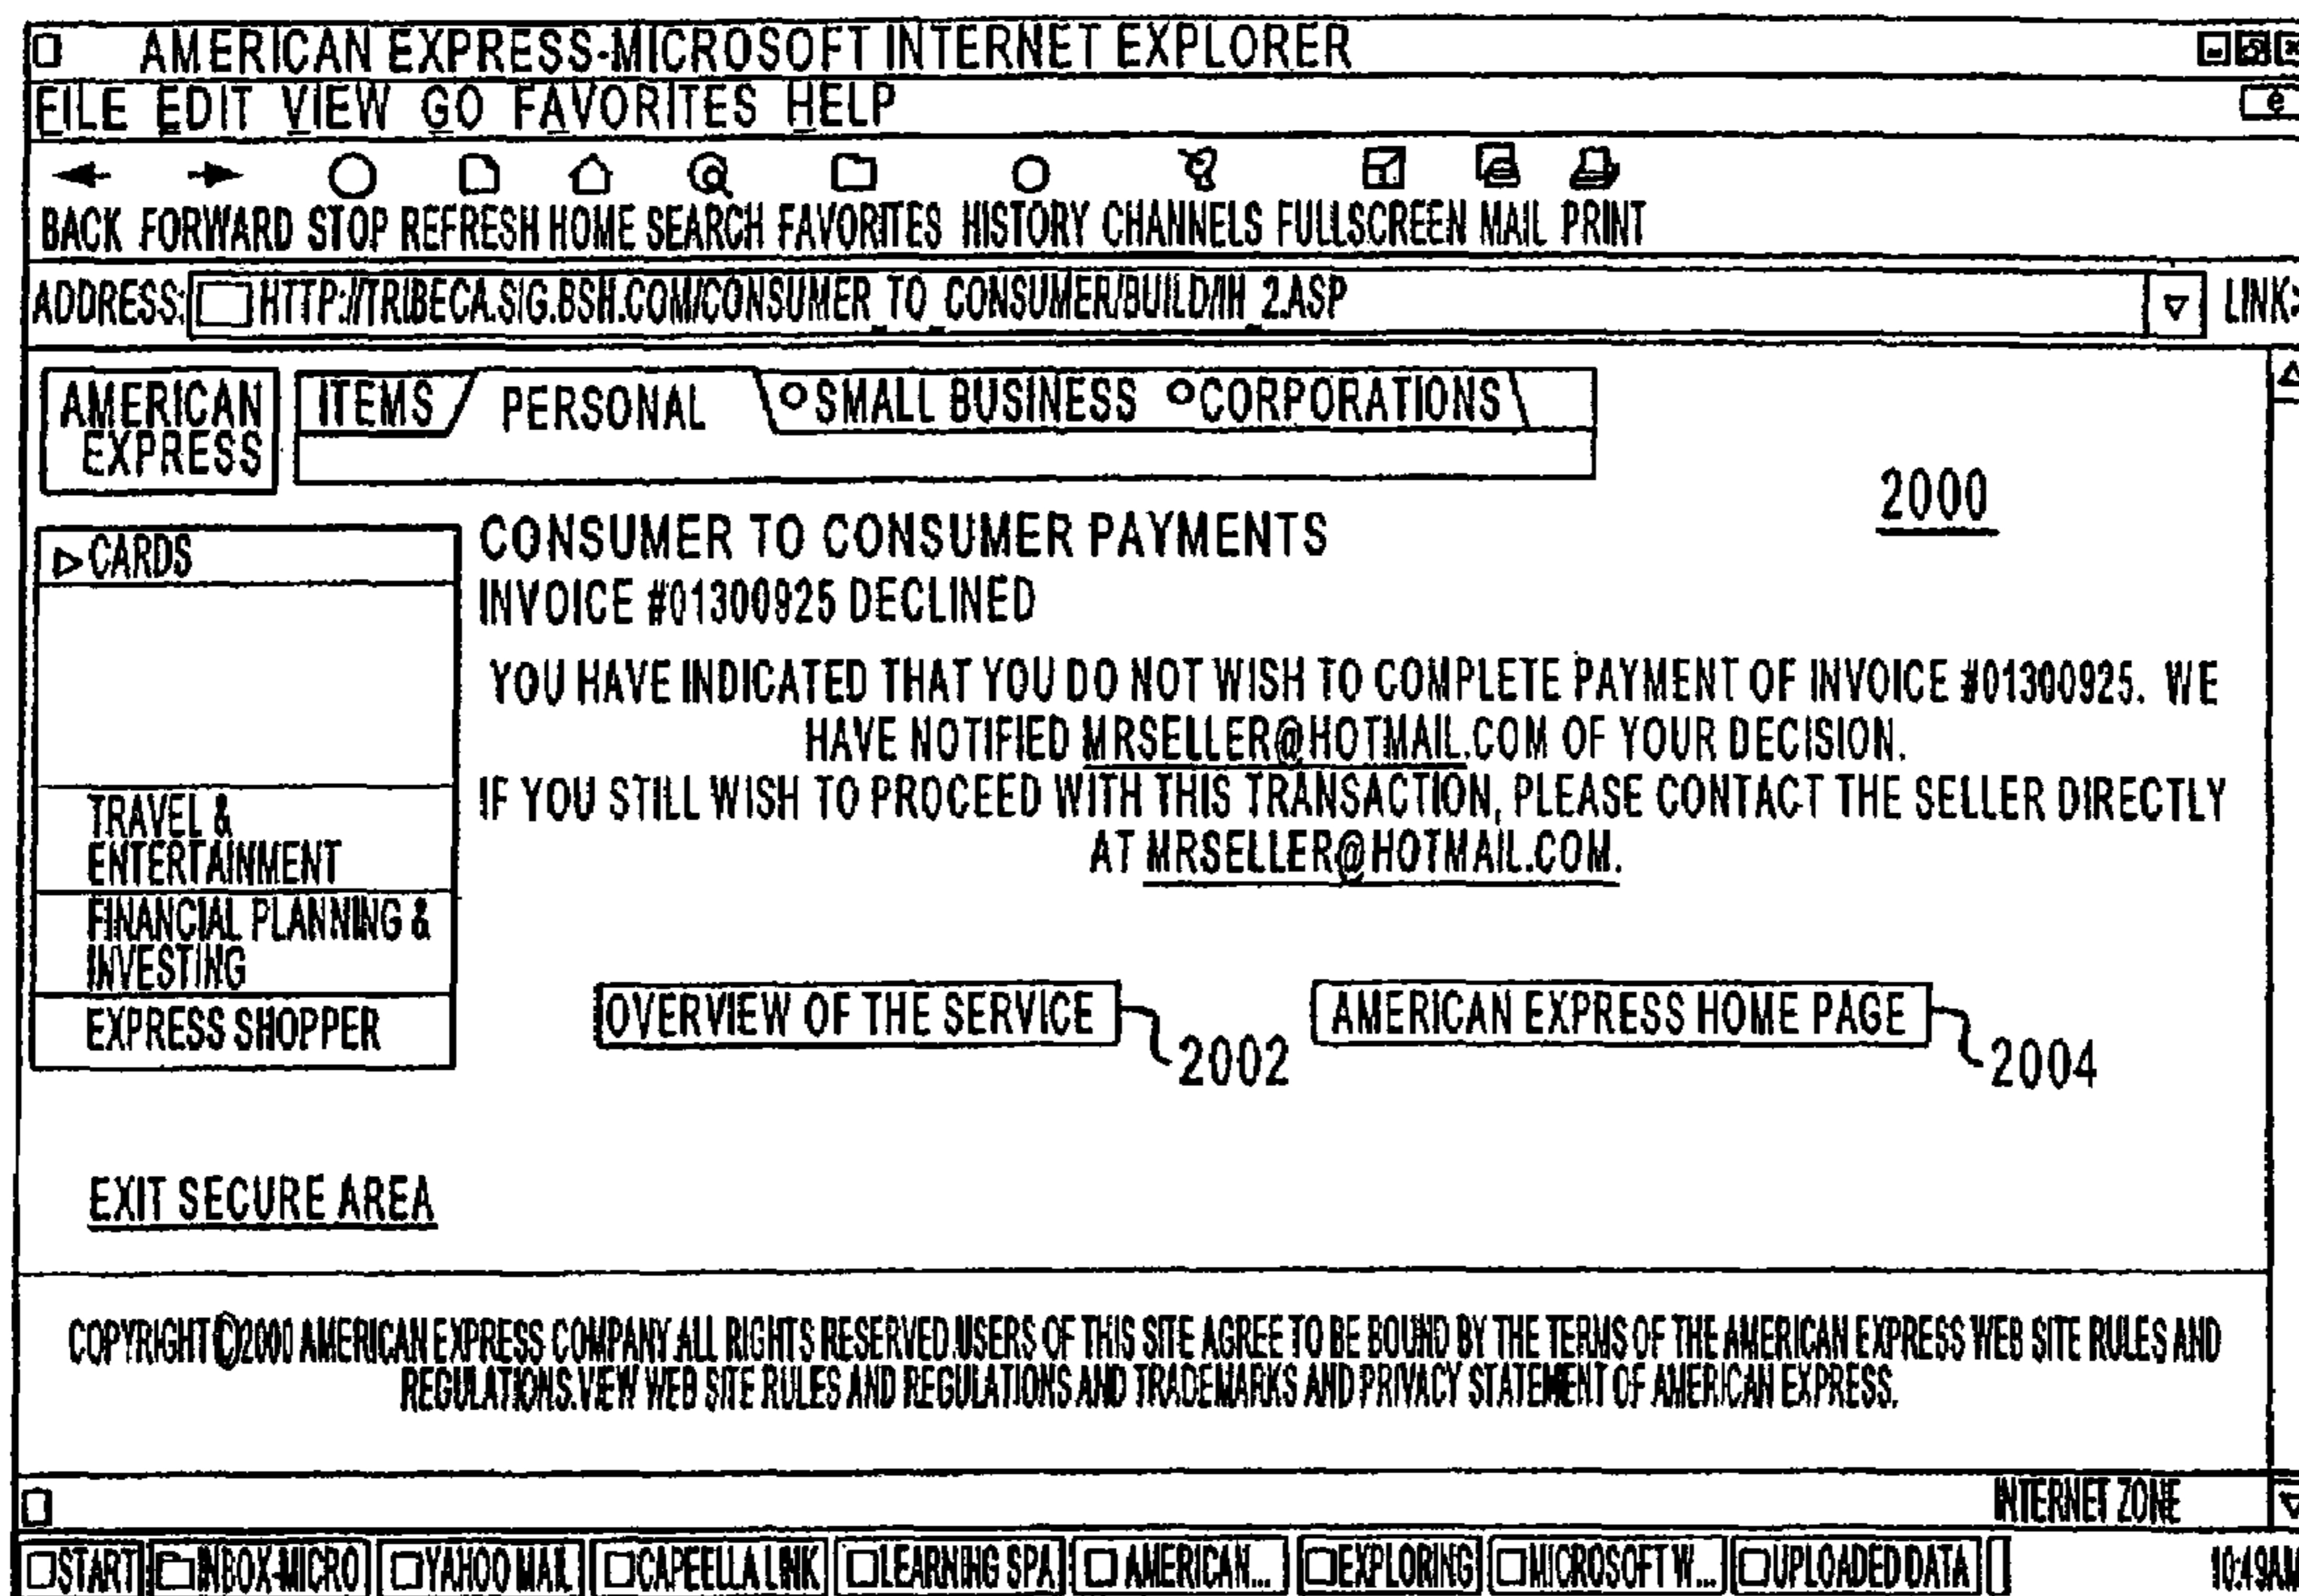 AMERICAN EXPRESS-MICROSOFT INTERNET EXPLORER
FILE EDIT VIEW GO FAVORITES HELP
e
BACK FORWARD STOP REFRESH HOME SEARCH FAVORITES HISTORY CHANNELS FULLSCREEN MAIL PRINT
ADDRESS: HTTP://TRIBECA.SIG.BSH.COM/CONSUMER_TO_CONSUMER/BUILD/IH_2.ASP LINK>
AMERICAN EXPRESS
ITEMS PERSONAL SMALL BUSINESS CORPORATIONS
2000
CARDS
CONSUMER TO CONSUMER PAYMENTS
INVOICE #01300925 DECLINED
YOU HAVE INDICATED THAT YOU DO NOT WISH TO COMPLETE PAYMENT OF INVOICE #01300925. WE
HAVE NOTIFIED MRSELLER@HOTMAIL.COM OF YOUR DECISION.
IF YOU STILL WISH TO PROCEED WITH THIS TRANSACTION, PLEASE CONTACT THE SELLER DIRECTLY
AT MRSELLER@HOTMAIL.COM.
TRAVEL &
ENTERTAINMENT
FINANCIAL PLANNING &
INVESTING
EXPRESS SHOPPER
OVERVIEW OF THE SERVICE 2002
AMERICAN EXPRESS HOME PAGE 2004
EXIT SECURE AREA
COPYRIGHT©2000 AMERICAN EXPRESS COMPANY.ALL RIGHTS RESERVED.USERS OF THIS SITE AGREE TO BE BOUND BY THE TERMS OF THE AMERICAN EXPRESS WEB SITE RULES AND
REGULATIONS.VIEW WEB SITE RULES AND REGULATIONS AND TRADEMARKS AND PRIVACY STATEMENT OF AMERICAN EXPRESS.
INTERNET ZONE
START INBOX-MICRO YAHOO MAIL CAPEELLA LINK LEARNING SPA AMERICAN... EXPLORING MICROSOFT W... UPLOADED DATA 10:49AM